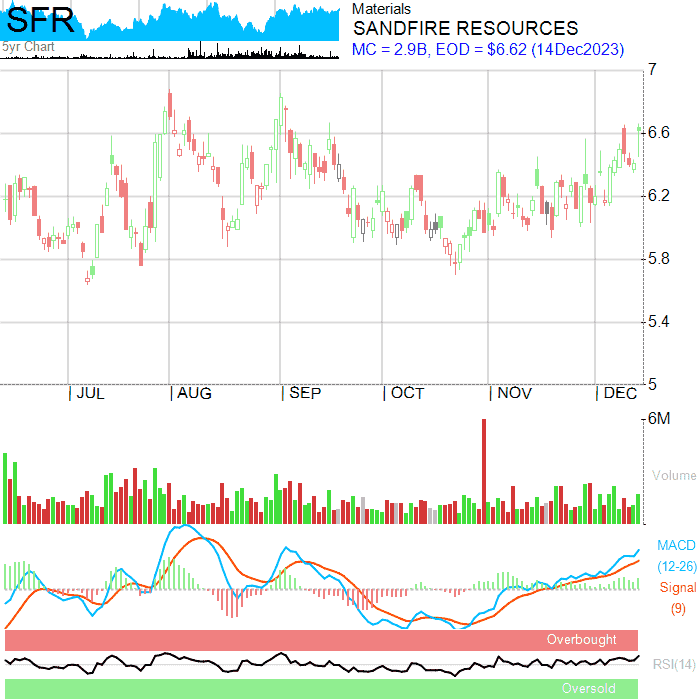 SFR
5yr Chart
Materials
SANDFIRE RESOURCES
MC = 2.9B, EOD = $6.62 (14Dec2023)
7
6.6
6.2
5.8
5.4
5
JUL
AUG
SEP
OCT
NOV
DEC
6M
Volume
MACD
(12-26)
Signal
(9)
Overbought
RSI(14)
Oversold